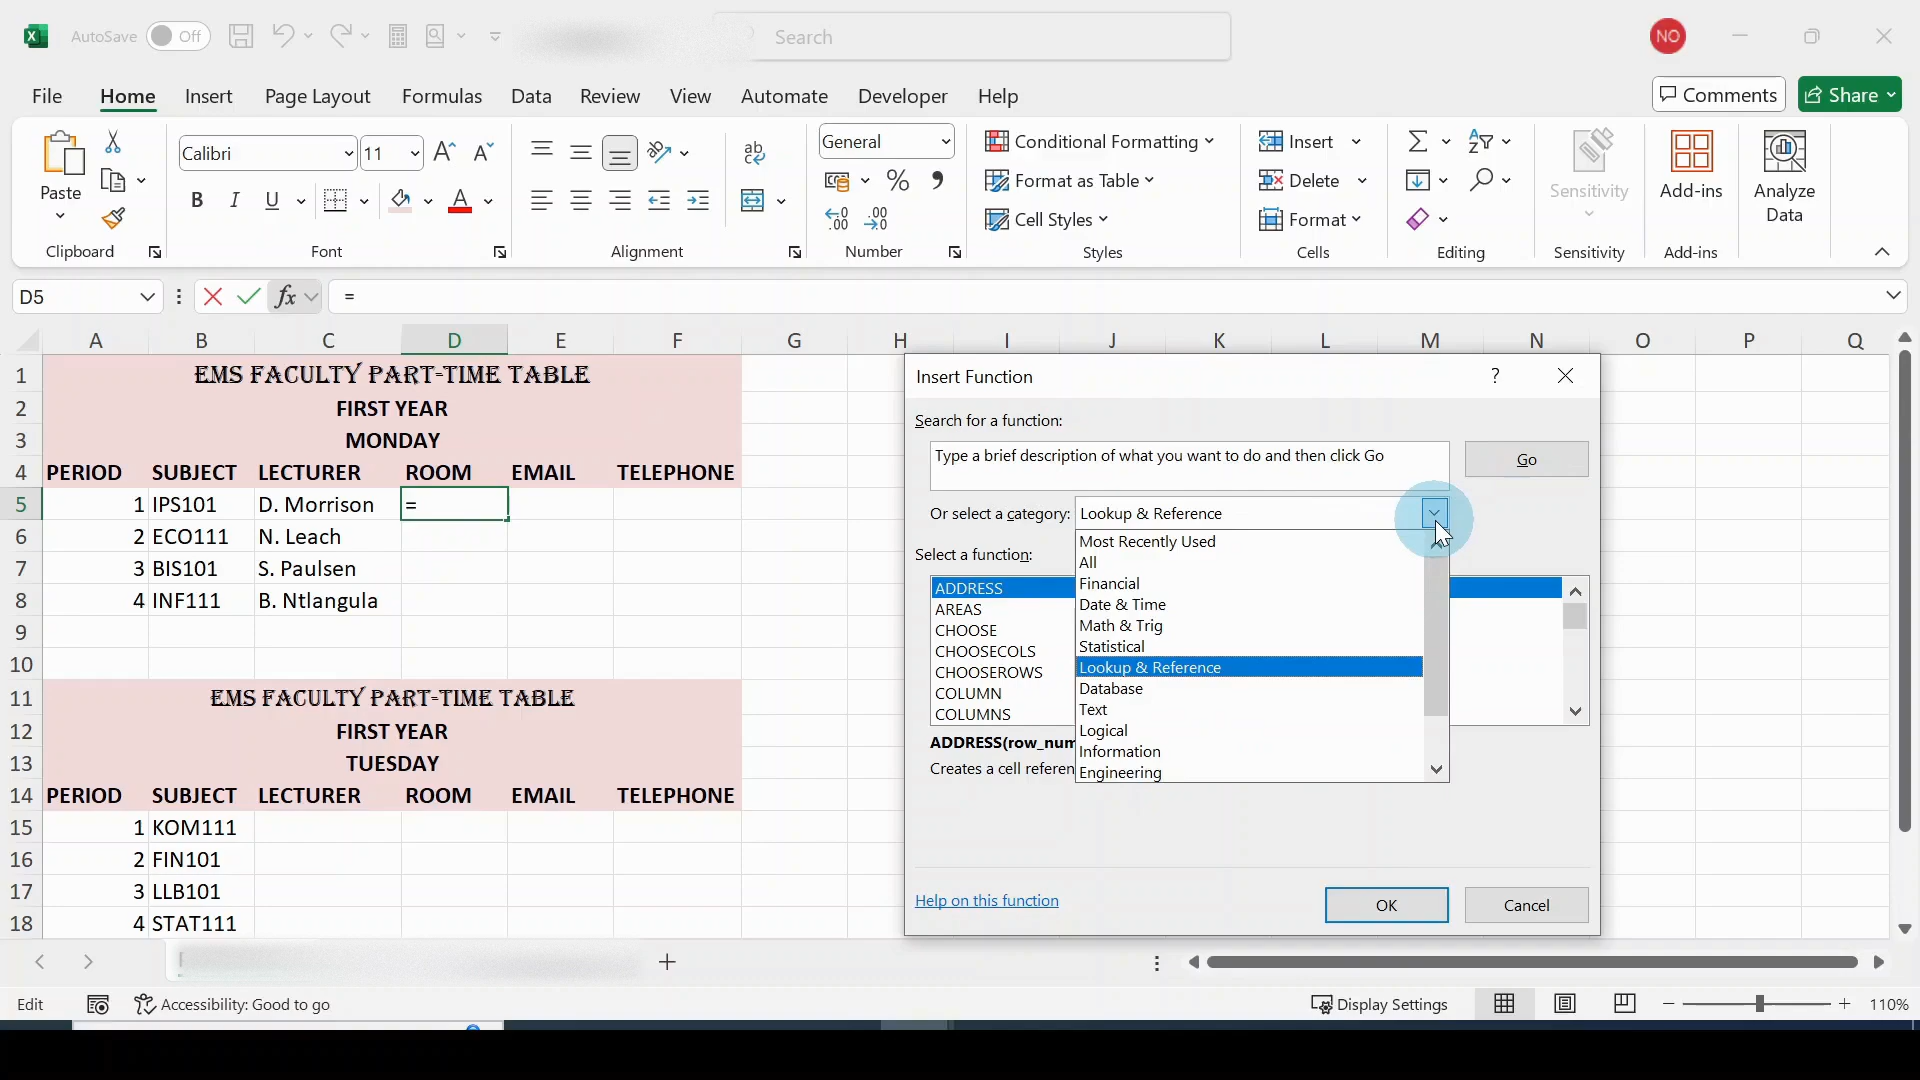 AutoSave Off Search NO
File Home Insert Page Layout Formulas Data Review View Automate Developer Help Comments Share
Paste Calibri 11 General Conditional Formatting Insert Sensitivity Add-ins Analyze Data
B I U A % Format as Table Delete
Cell Styles Format
Clipboard Font Alignment Number Styles Cells Editing Sensitivity Add-ins
D5 fx =
A B C D E F G H I J K L M N O P Q
1 EMS FACULTY PART-TIME TABLE
2 FIRST YEAR
3 MONDAY
4 PERIOD SUBJECT LECTURER ROOM EMAIL TELEPHONE
5 1 IPS101 D. Morrison =
6 2 ECO111 N. Leach
7 3 BIS101 S. Paulsen
8 4 INF111 B. Ntlangula
9
10
11 EMS FACULTY PART-TIME TABLE
12 FIRST YEAR
13 TUESDAY
14 PERIOD SUBJECT LECTURER ROOM EMAIL TELEPHONE
15 1 KOM111
16 2 FIN101
17 3 LLB101
18 4 STAT111
Insert Function ?
Search for a function:
Type a brief description of what you want to do and then click Go Go
Or select a category: Lookup & Reference
Most Recently Used
All
Financial
Date & Time
Math & Trig
Statistical
Lookup & Reference
Database
Text
Logical
Information
Engineering
Select a function:
ADDRESS
AREAS
CHOOSE
CHOOSECOLS
CHOOSEROWS
COLUMN
COLUMNS
ADDRESS(row_num
Creates a cell referen
Help on this function OK Cancel
Edit Accessibility: Good to go Display Settings 110%